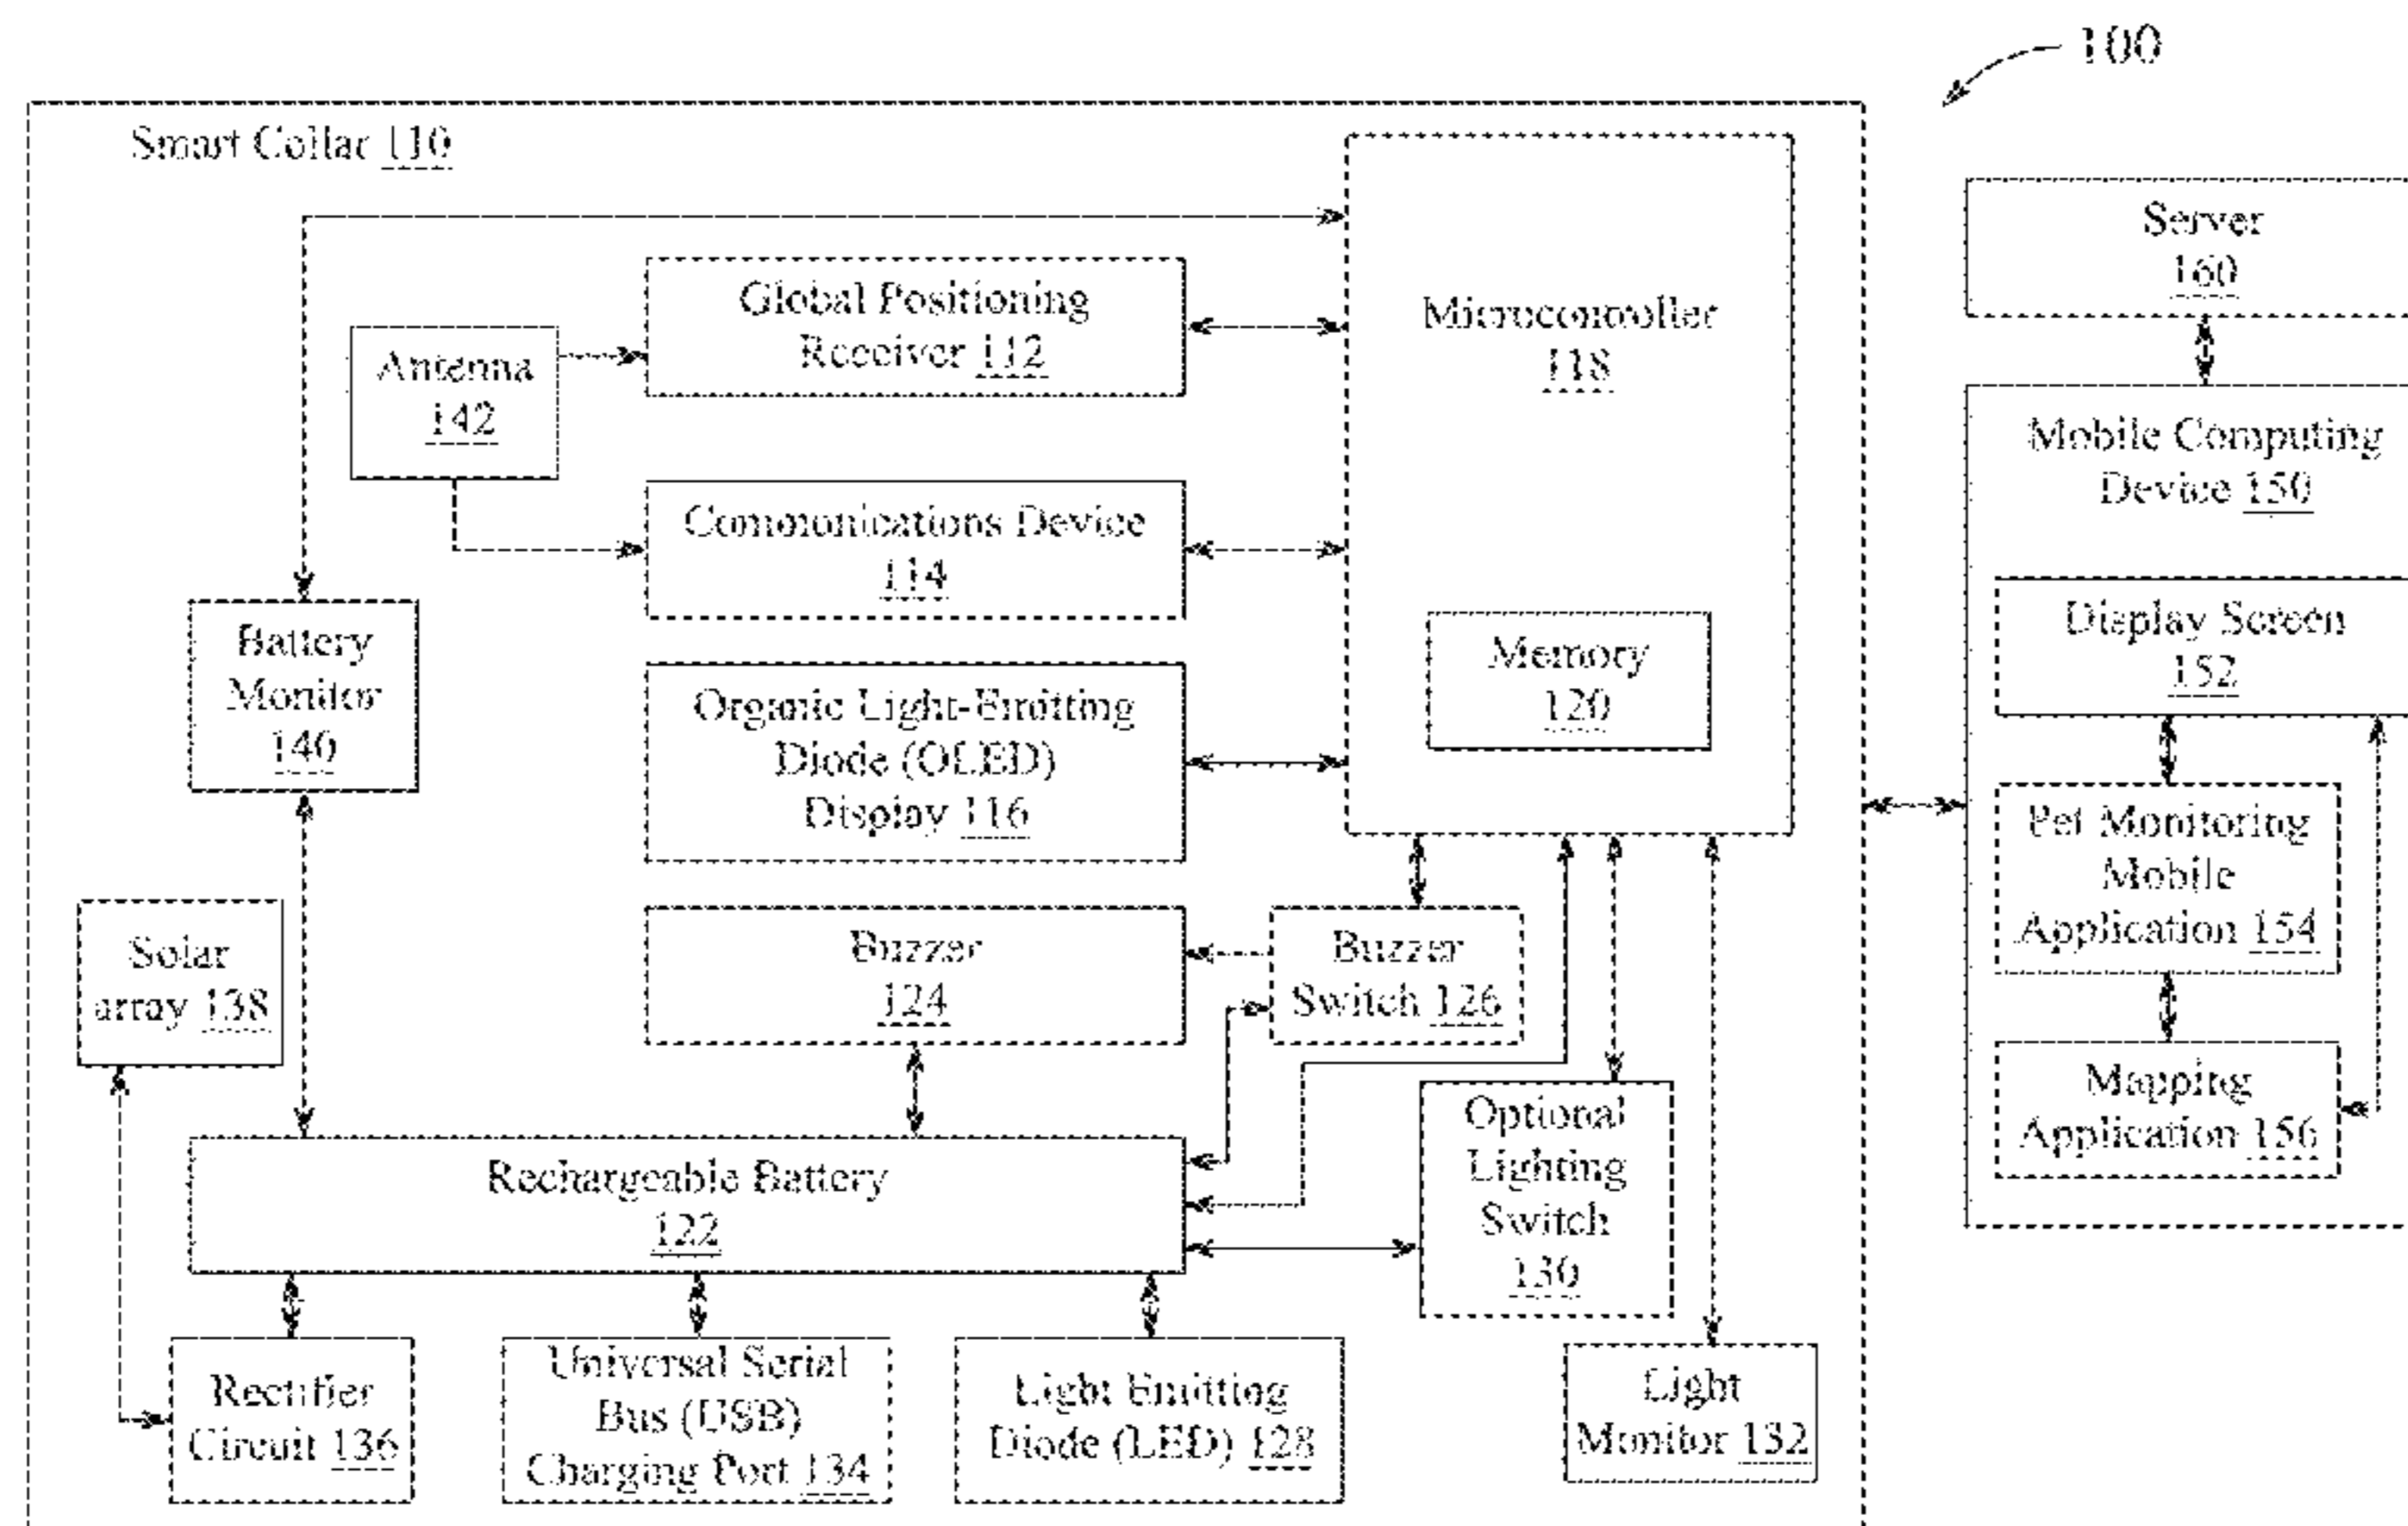 100
Smart Collar 110
Microcontroller
118
Memory
120
Global Positioning
Receiver 112
Antenna
142
Communications Device
114
Battery
Monitor
140
Organic Light-Emitting
Diode (OLED)
Display 116
Solar
array 138
Buzzer
124
Buzzer
Switch 126
Rechargeable Battery
122
Optional
Lighting
Switch
130
Rectifier
Circuit 136
Universal Serial
Bus (USB)
Charging Port 134
Light Emitting
Diode (LED) 128
Light
Monitor 132
Server
160
Mobile Computing
Device 150
Display Screen
152
Pet Monitoring
Mobile
Application 154
Mapping
Application 156